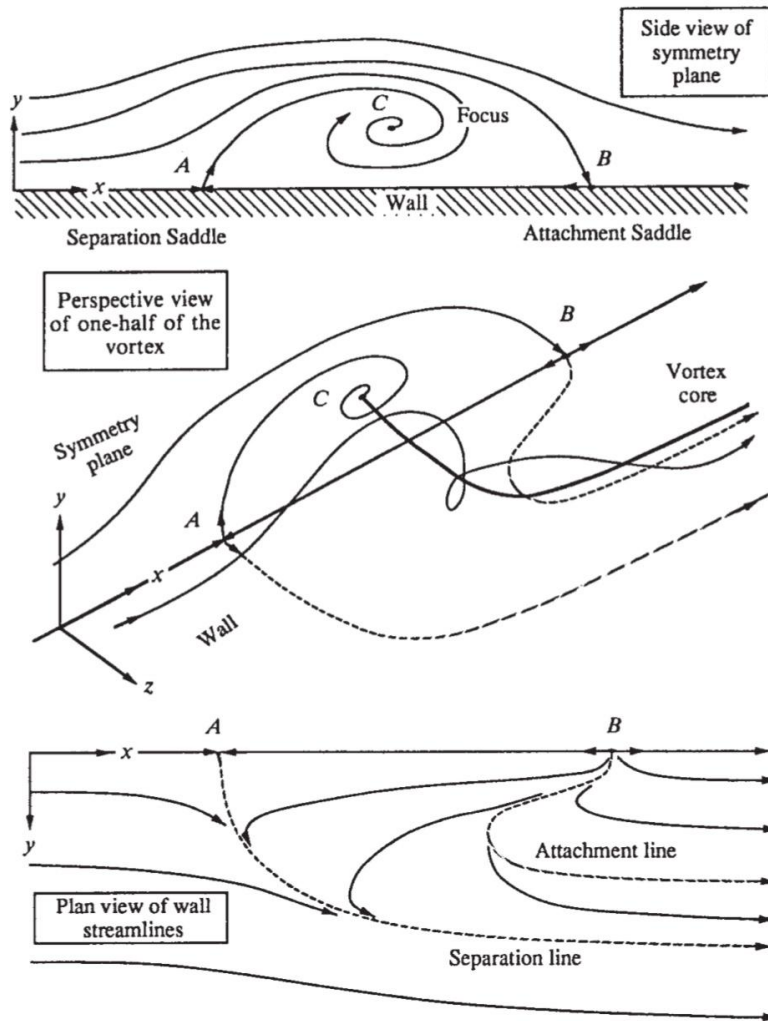 Side view of
symmetry
plane
y
C
Focus
A
B
x
Wall
Separation Saddle
Attachment Saddle
Perspective view
of one-half of the
vortex
B
C
Vortex
core
Symmetry
plane
y
A
x
Wall
z
A
B
x
y
Attachment line
Plan view of wall
streamlines
Separation line